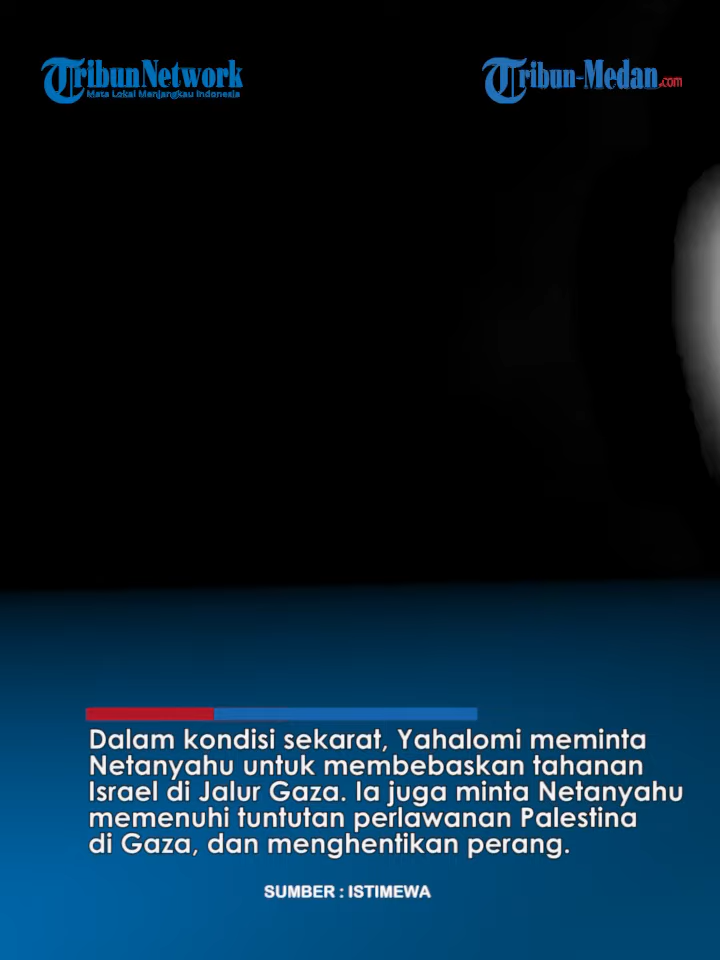 TribunNetwork
Mata Lokal Menjangkau Indonesia
Tribun-Medan.com
Dalam kondisi sekarat, Yahalomi meminta
Netanyahu untuk membebaskan tahanan
Israel di Jalur Gaza. Ia juga minta Netanyahu
memenuhi tuntutan perlawanan Palestina
di Gaza, dan menghentikan perang.
SUMBER : ISTIMEWA